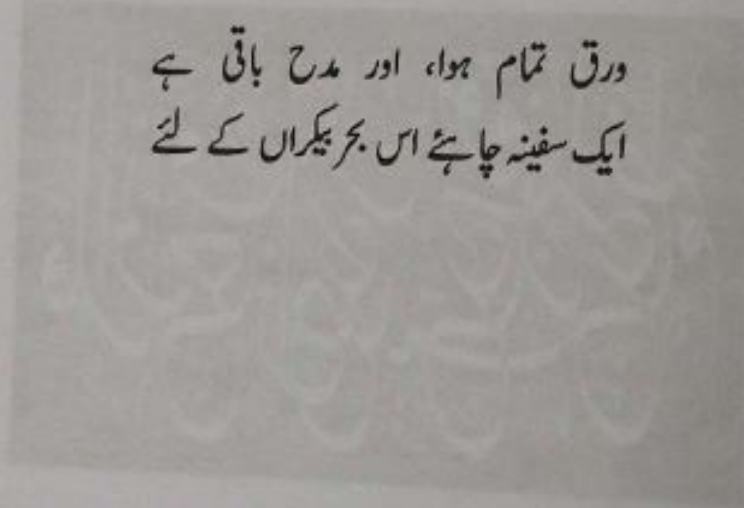 ورق تمام ہوا، اور مدح باقی ہے
ایک سفینہ چاہئے اس بحر بیکراں کے لئے